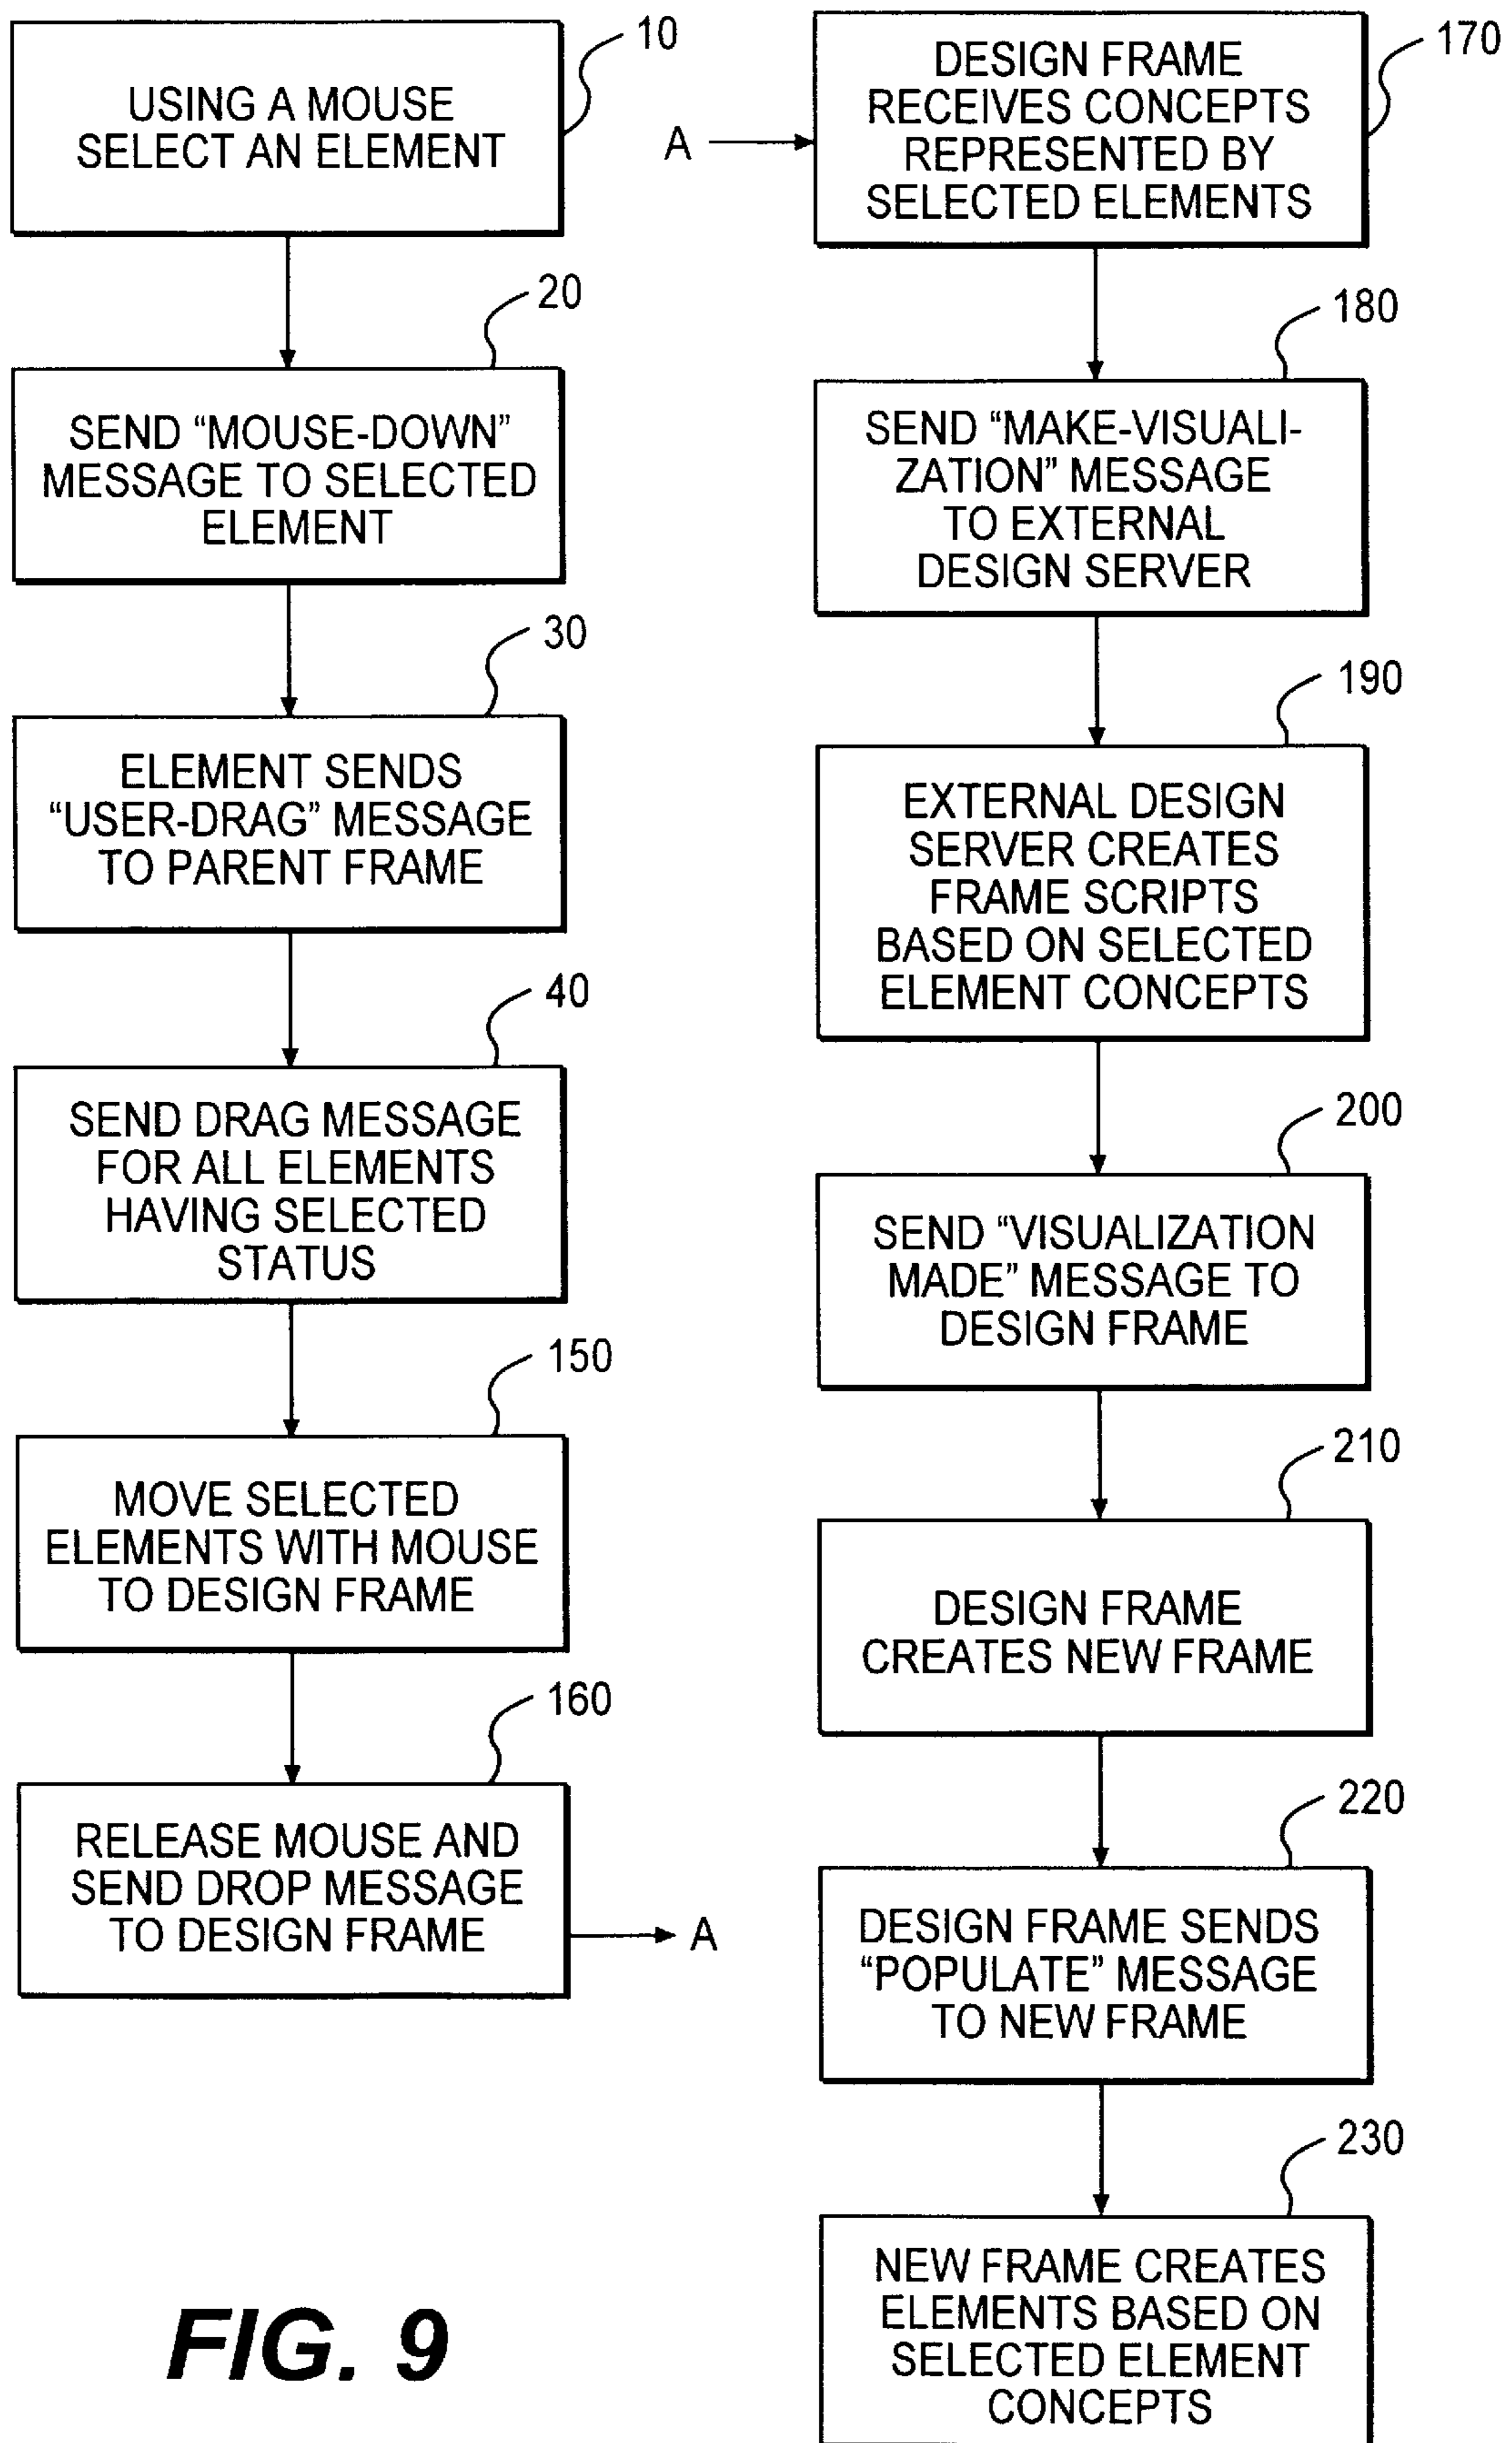 10
USING A MOUSE
SELECT AN ELEMENT
20
SEND “MOUSE-DOWN”
MESSAGE TO SELECTED
ELEMENT
30
ELEMENT SENDS
“USER-DRAG” MESSAGE
TO PARENT FRAME
40
SEND DRAG MESSAGE
FOR ALL ELEMENTS
HAVING SELECTED
STATUS
150
MOVE SELECTED
ELEMENTS WITH MOUSE
TO DESIGN FRAME
160
RELEASE MOUSE AND
SEND DROP MESSAGE
TO DESIGN FRAME
A
A
170
DESIGN FRAME
RECEIVES CONCEPTS
REPRESENTED BY
SELECTED ELEMENTS
180
SEND “MAKE-VISUALI-
ZATION” MESSAGE
TO EXTERNAL
DESIGN SERVER
190
EXTERNAL DESIGN
SERVER CREATES
FRAME SCRIPTS
BASED ON SELECTED
ELEMENT CONCEPTS
200
SEND “VISUALIZATION
MADE” MESSAGE TO
DESIGN FRAME
210
DESIGN FRAME
CREATES NEW FRAME
220
DESIGN FRAME SENDS
“POPULATE” MESSAGE
TO NEW FRAME
230
NEW FRAME CREATES
ELEMENTS BASED ON
SELECTED ELEMENT
CONCEPTS
FIG. 9